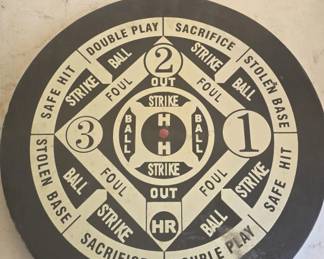 DOUBLE PLAY
SACRIFICE
SAFE HIT
STOLEN BASE
STRIKE
BALL
2
STRIKE
BALL
FOUL
OUT
FOUL
STRIKE
3
BALL
H
H
BALL
1
STRIKE
FOUL
OUT
FOUL
STOLEN BASE
BALL
STRIKE
HR
BALL
STRIKE
SAFE HIT
SACRIFICE
DOUBLE PLAY